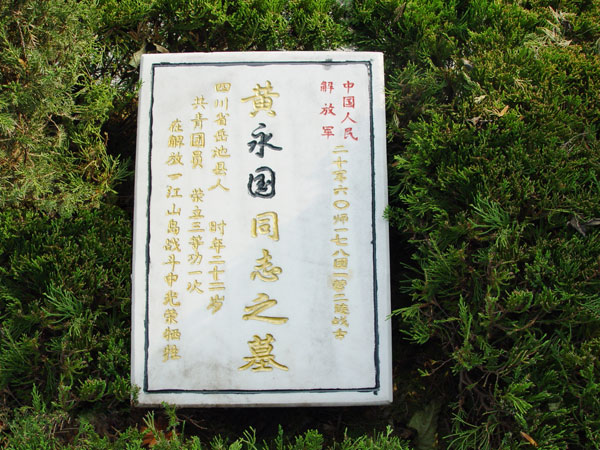 中国人民
解放军
二十军六〇师一七八团一营二连战士
黄永国同志之墓
四川省岳池县人 时年二十二岁
共青团员 荣立三等功一次
在解放一江山岛战斗中光荣牺牲